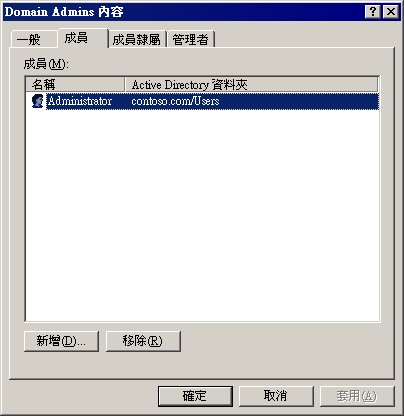 Domain Admins 內容
一般 成員 成員隸屬 管理者
成員(M):
名稱 Active Directory 資料夾
Administrator contoso.com/Users
新增(D)... 移除(R)
確定 取消 套用(A)